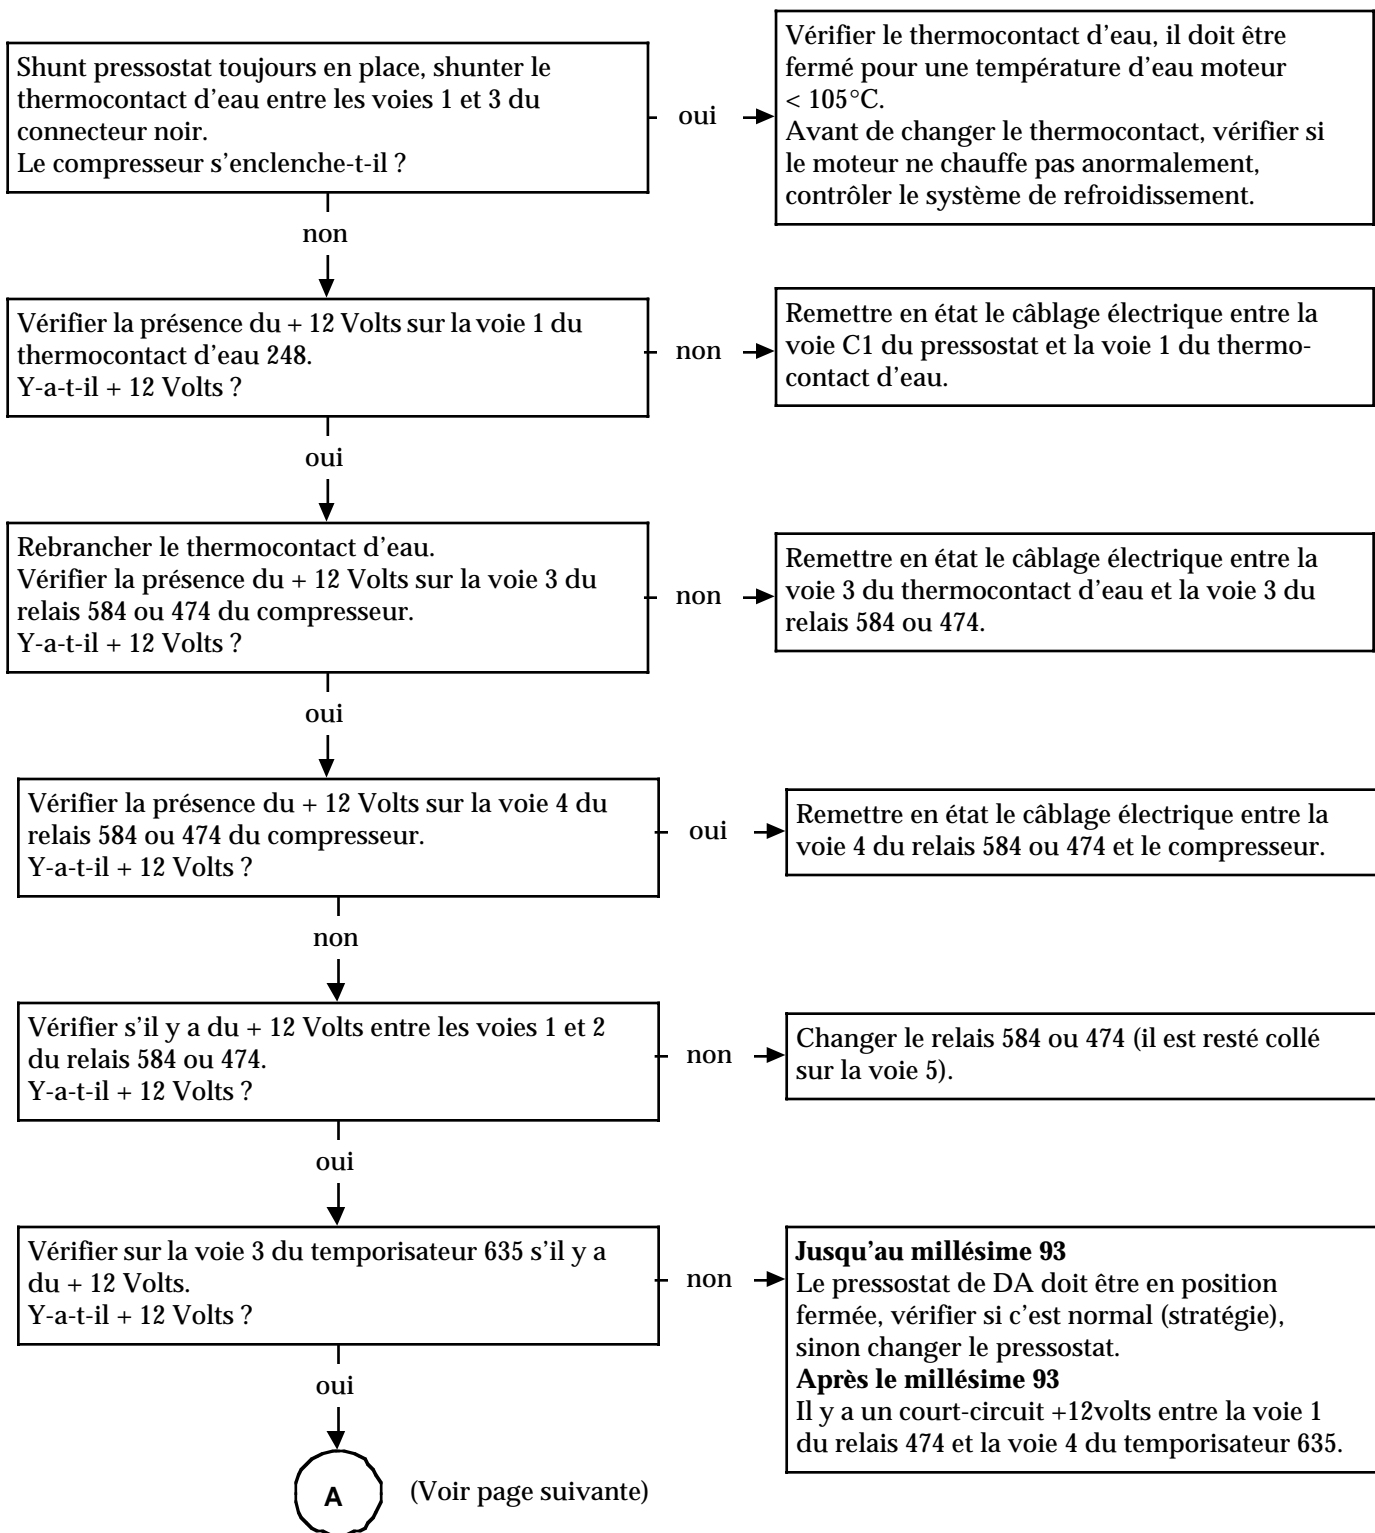 Shunt pressostat toujours en place, shunter le
thermocontact d'eau entre les voies 1 et 3 du
connecteur noir.
Le compresseur s'enclenche-t-il ?
oui
Vérifier le thermocontact d'eau, il doit être
fermé pour une température d'eau moteur
< 105°C.
Avant de changer le thermocontact, vérifier si
le moteur ne chauffe pas anormalement,
contrôler le système de refroidissement.
non
Vérifier la présence du + 12 Volts sur la voie 1 du
thermocontact d'eau 248.
Y-a-t-il + 12 Volts ?
non
Remettre en état le câblage électrique entre la
voie C1 du pressostat et la voie 1 du thermo-
contact d'eau.
oui
Rebrancher le thermocontact d'eau.
Vérifier la présence du + 12 Volts sur la voie 3 du
relais 584 ou 474 du compresseur.
Y-a-t-il + 12 Volts ?
non
Remettre en état le câblage électrique entre la
voie 3 du thermocontact d'eau et la voie 3 du
relais 584 ou 474.
oui
Vérifier la présence du + 12 Volts sur la voie 4 du
relais 584 ou 474 du compresseur.
Y-a-t-il + 12 Volts ?
oui
Remettre en état le câblage électrique entre la
voie 4 du relais 584 ou 474 et le compresseur.
non
Vérifier s'il y a du + 12 Volts entre les voies 1 et 2
du relais 584 ou 474.
Y-a-t-il + 12 Volts ?
non
Changer le relais 584 ou 474 (il est resté collé
sur la voie 5).
oui
Vérifier sur la voie 3 du temporisateur 635 s'il y a
du + 12 Volts.
Y-a-t-il + 12 Volts ?
non
Jusqu'au millésime 93
Le pressostat de DA doit être en position
fermée, vérifier si c'est normal (stratégie),
sinon changer le pressostat.
Après le millésime 93
Il y a un court-circuit +12volts entre la voie 1
du relais 474 et la voie 4 du temporisateur 635.
oui
A
(Voir page suivante)